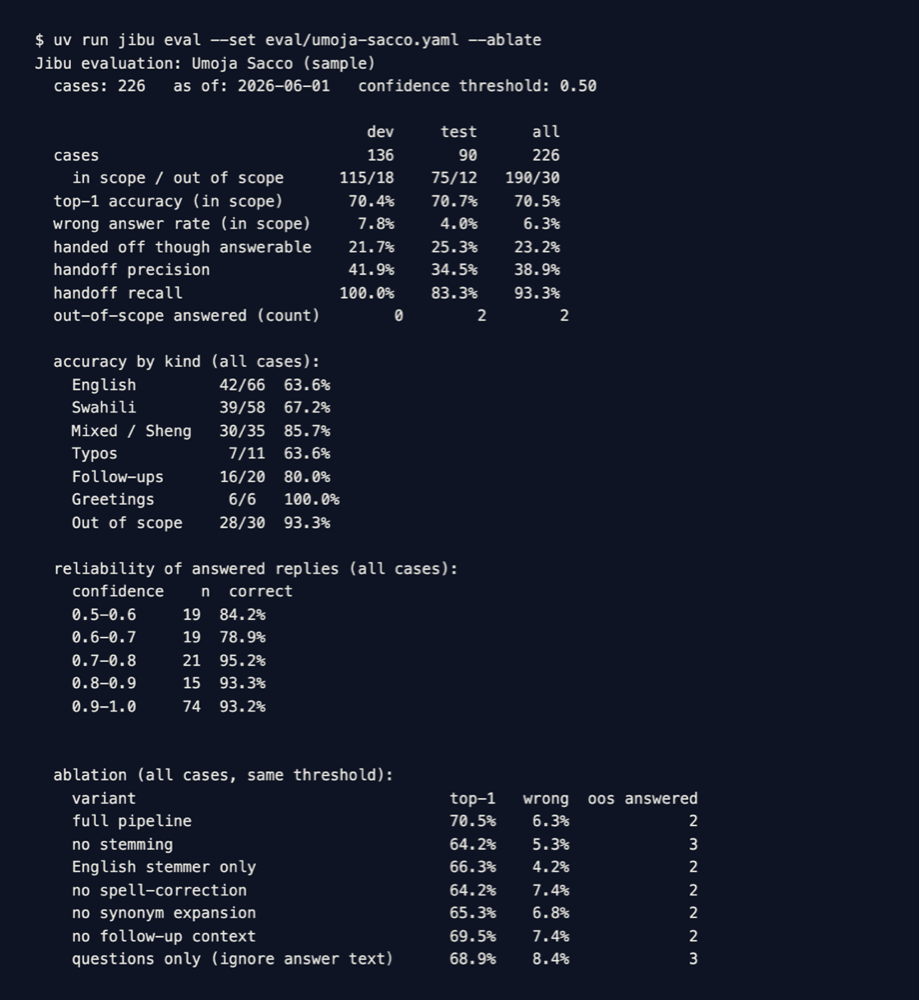 $ uv run jibu eval --set eval/umoja-sacco.yaml --ablate
Jibu evaluation: Umoja Sacco (sample)
  cases: 226   as of: 2026-06-01   confidence threshold: 0.50
                                    dev     test      all
  cases                             136       90      226
    in scope / out of scope      115/18    75/12   190/30
  top-1 accuracy (in scope)       70.4%    70.7%    70.5%
  wrong answer rate (in scope)     7.8%     4.0%     6.3%
  handed off though answerable    21.7%    25.3%    23.2%
  handoff precision               41.9%    34.5%    38.9%
  handoff recall                 100.0%    83.3%    93.3%
  out-of-scope answered (count)        0        2        2
  accuracy by kind (all cases):
    English         42/66  63.6%
    Swahili         39/58  67.2%
    Mixed / Sheng   30/35  85.7%
    Typos            7/11  63.6%
    Follow-ups      16/20  80.0%
    Greetings        6/6   100.0%
    Out of scope    28/30  93.3%
  reliability of answered replies (all cases):
    confidence    n  correct
    0.5-0.6     19  84.2%
    0.6-0.7     19  78.9%
    0.7-0.8     21  95.2%
    0.8-0.9     15  93.3%
    0.9-1.0     74  93.2%
  ablation (all cases, same threshold):
    variant                                  top-1   wrong  oos answered
    full pipeline                            70.5%   6.3%             2
    no stemming                              64.2%   5.3%             3
    English stemmer only                     66.3%   4.2%             2
    no spell-correction                      64.2%   7.4%             2
    no synonym expansion                     65.3%   6.8%             2
    no follow-up context                     69.5%   7.4%             2
    questions only (ignore answer text)      68.9%   8.4%             3